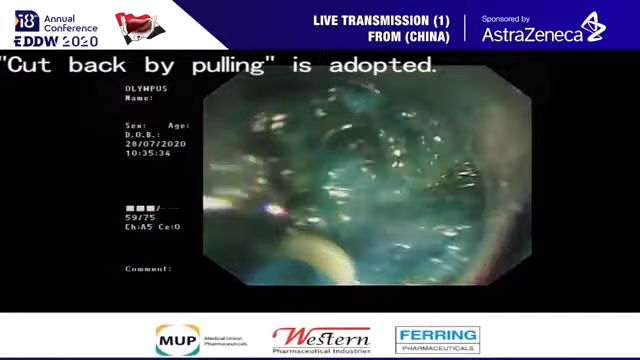 18th
Annual
Conference
EDDW 2020
LIVE TRANSMISSION (1)
FROM (CHINA)
Sponsored by
AstraZeneca
"Cut back by pulling" is adopted.
OLYMPUS
Name:
Sex: Age:
D.O.B.:
28/07/2020
10:35:34
59/75
Eh:A5 Ce:0
Comment:
MUP
Medical Union
Pharmaceuticals
Western
Pharmaceutical Industries
FERRING
PHARMACEUTICALS